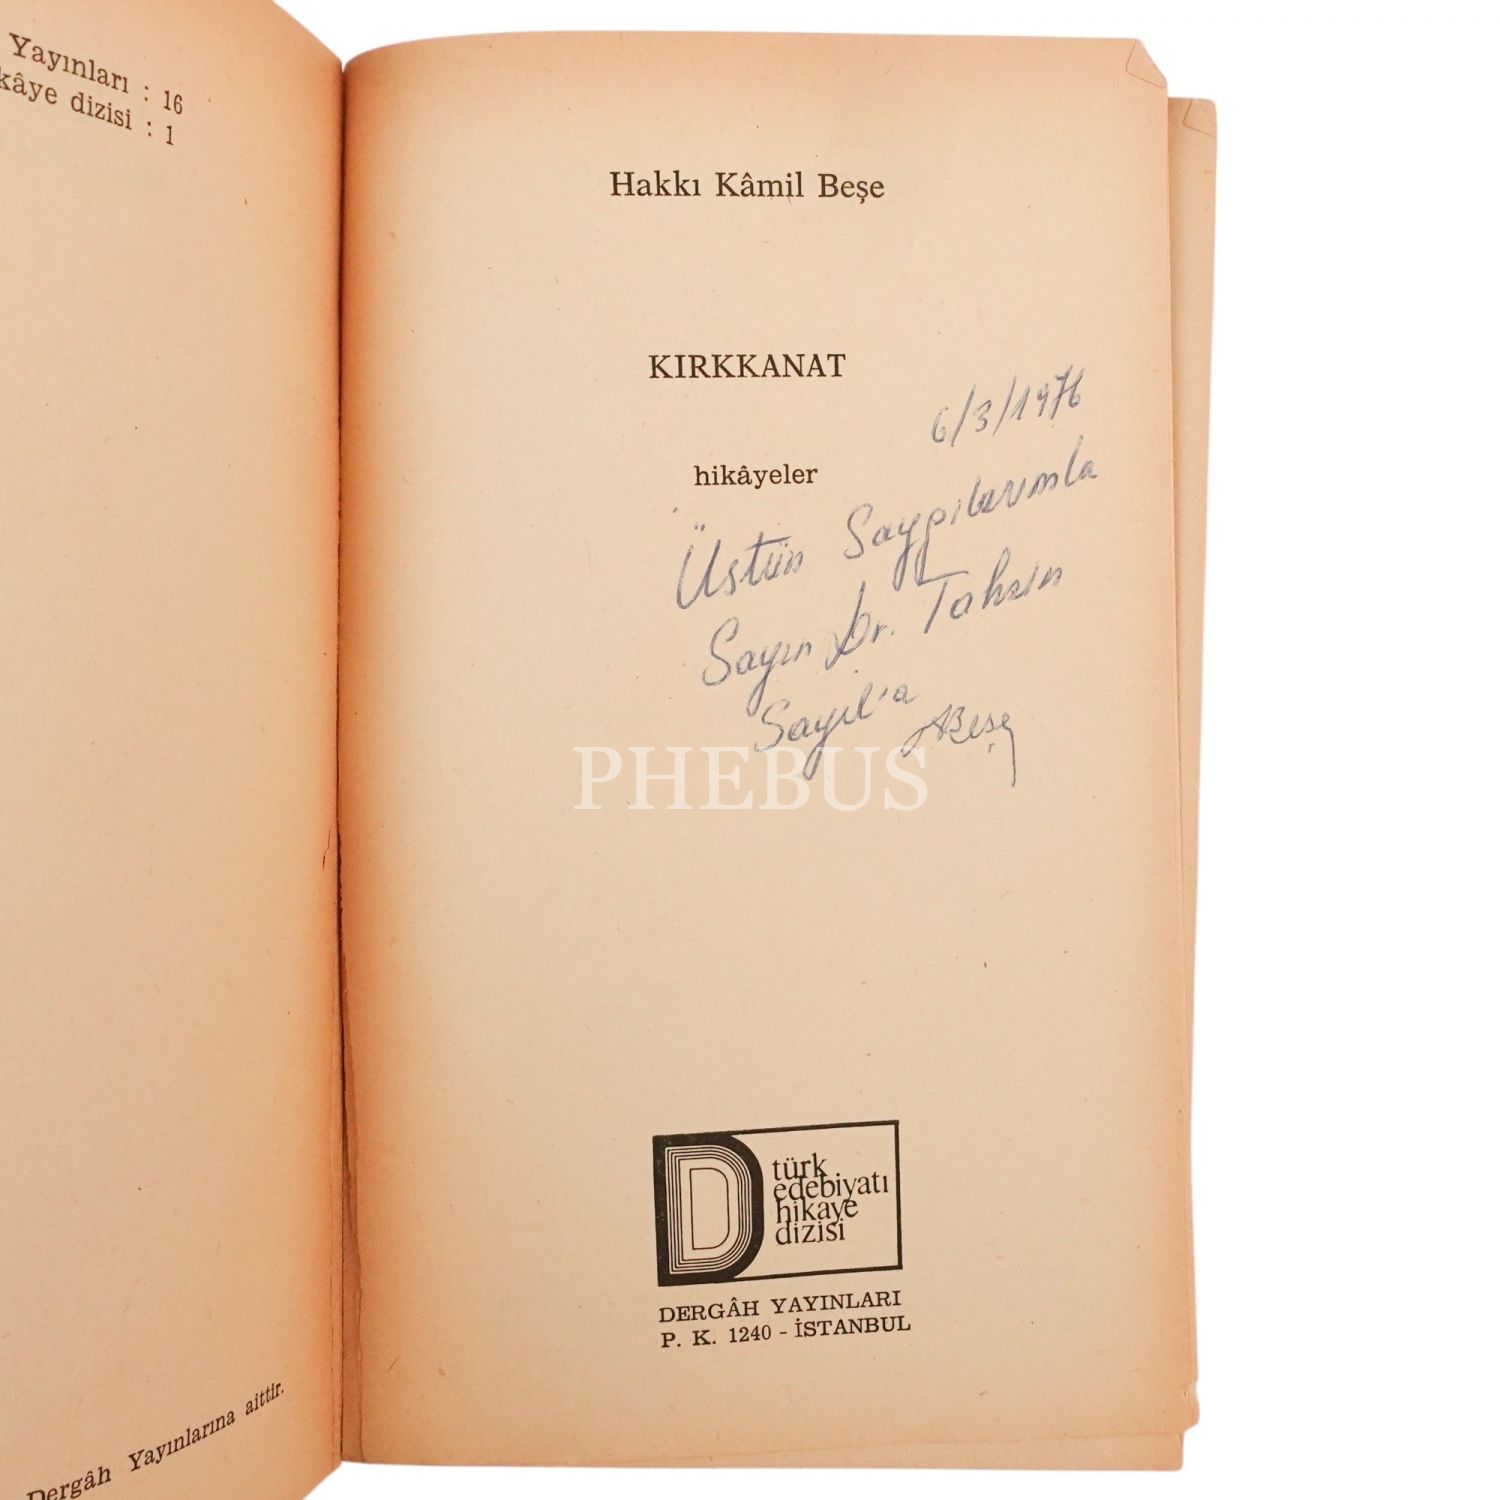 Yayınları : 16
kâye dizisi : 1
Dergâh Yayınlarına aittir.
Hakkı Kâmil Beşe
KIRKKANAT
hikâyeler
6/3/1976
Üstün Saygılarımla
Sayın Dr. Tahsin
Sayıl'a
PHEBUS
D
türk
edebiyatı
hikaye
dizisi
DERGÂH YAYINLARI
P. K. 1240 - İSTANBUL